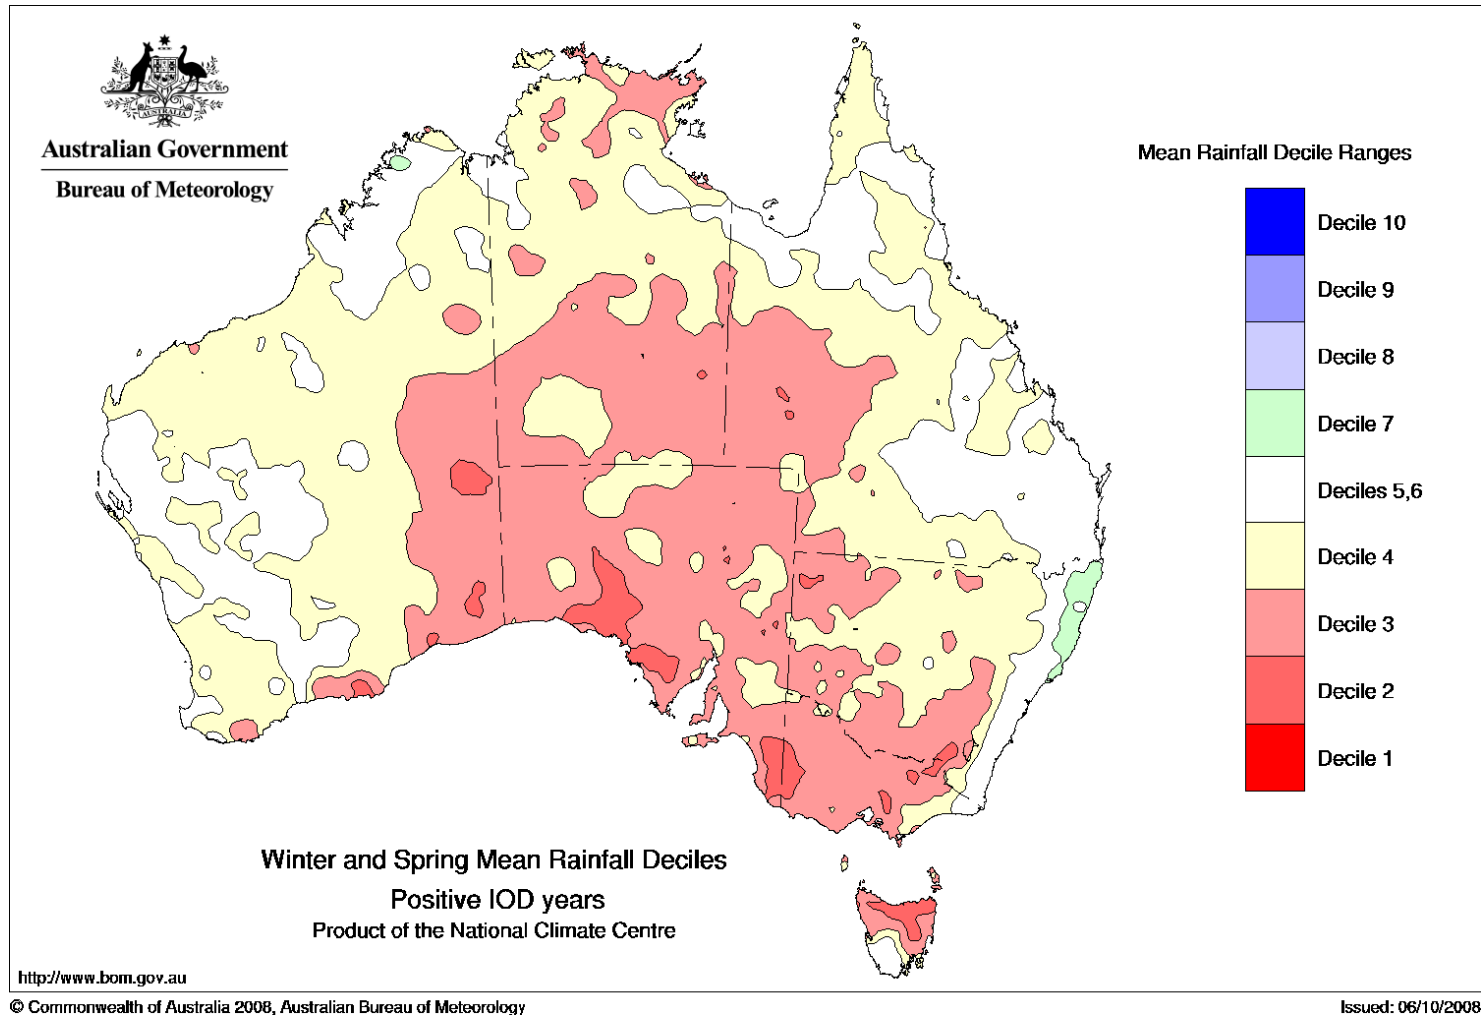 AUSTRALIA
Australian Government
Bureau of Meteorology
Mean Rainfall Decile Ranges
Decile 10
Decile 9
Decile 8
Decile 7
Deciles 5,6
Decile 4
Decile 3
Decile 2
Decile 1
Winter and Spring Mean Rainfall Deciles
Positive IOD years
Product of the National Climate Centre
http://www.bom.gov.au
© Commonwealth of Australia 2008, Australian Bureau of Meteorology
Issued: 06/10/2008